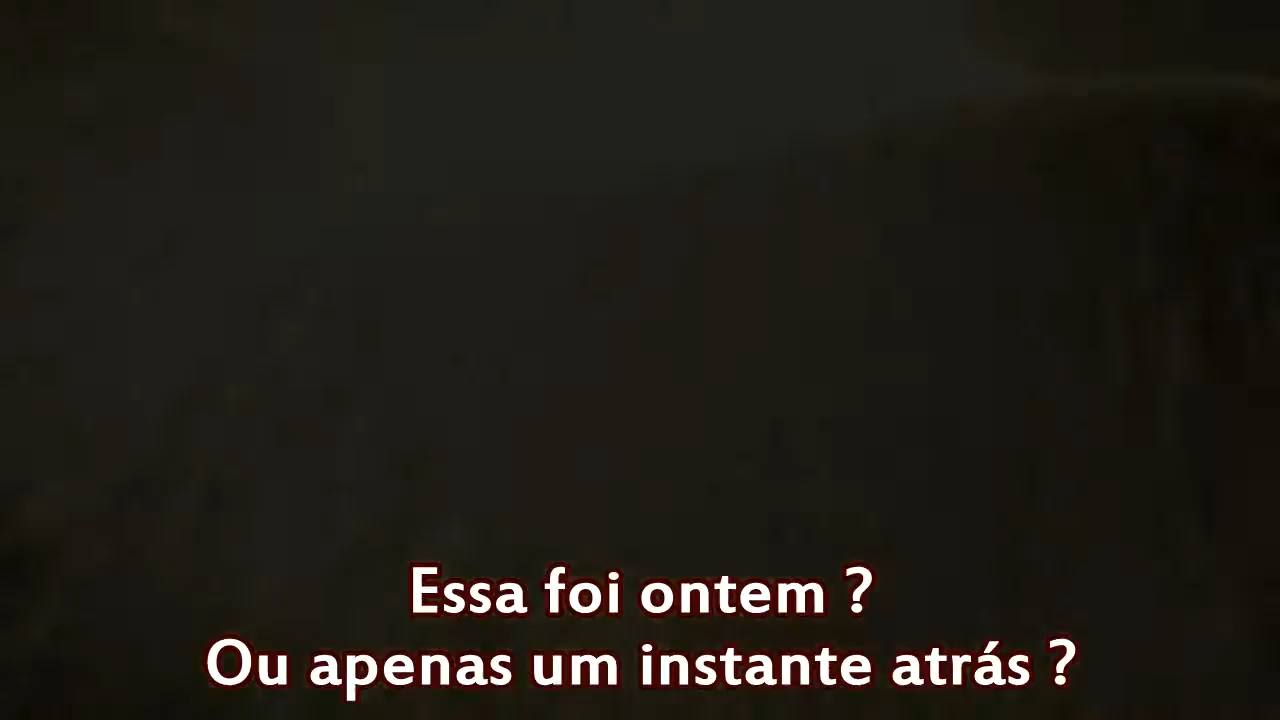 Essa foi ontem ?
Ou apenas um instante atrás ?